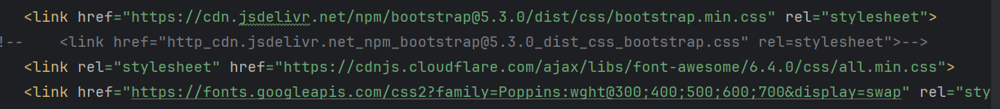 <link href="https://cdn.jsdelivr.net/npm/bootstrap@5.3.0/dist/css/bootstrap.min.css" rel="stylesheet">
!--    <link href="http_cdn.jsdelivr.net_npm_bootstrap@5.3.0_dist_css_bootstrap.css" rel=stylesheet">-->
<link rel="stylesheet" href="https://cdnjs.cloudflare.com/ajax/libs/font-awesome/6.4.0/css/all.min.css">
<link href="https://fonts.googleapis.com/css2?family=Poppins:wght@300;400;500;600;700&display=swap" rel="sty